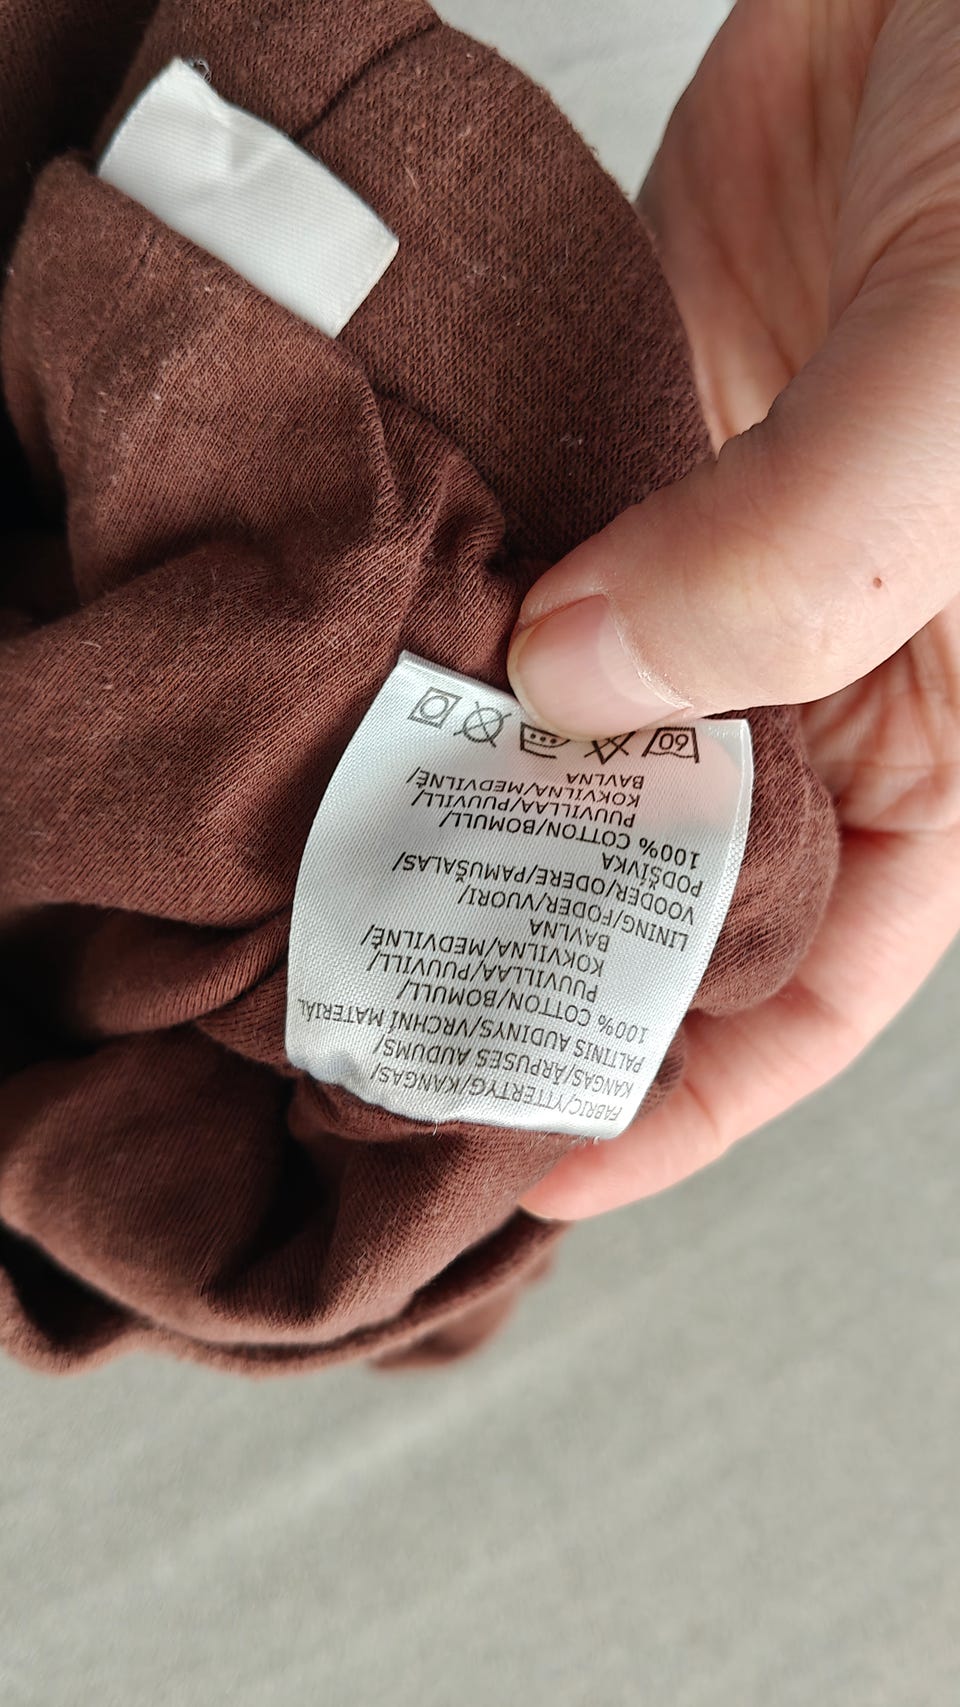 FABRIC/YTTERTYG/KANGAS/
KANGAS/ĀRPUSES AUDUMS/
PALTINIS AUDINYS/VRCHNÍ MATERIÁL
100% COTTON/BOMULL/
PUUVILLAA/PUUVILL/
KOKVILNA/MEDVILNĖ/
BAVLNA
LINING/FODER/VUORI/
VOODER/ODERE/PAMUŠALAS/
PODŠÍVKA
100% COTTON/BOMULL/
PUUVILLAA/PUUVILL/
KOKVILNA/MEDVILNĖ/
BAVLNA
60